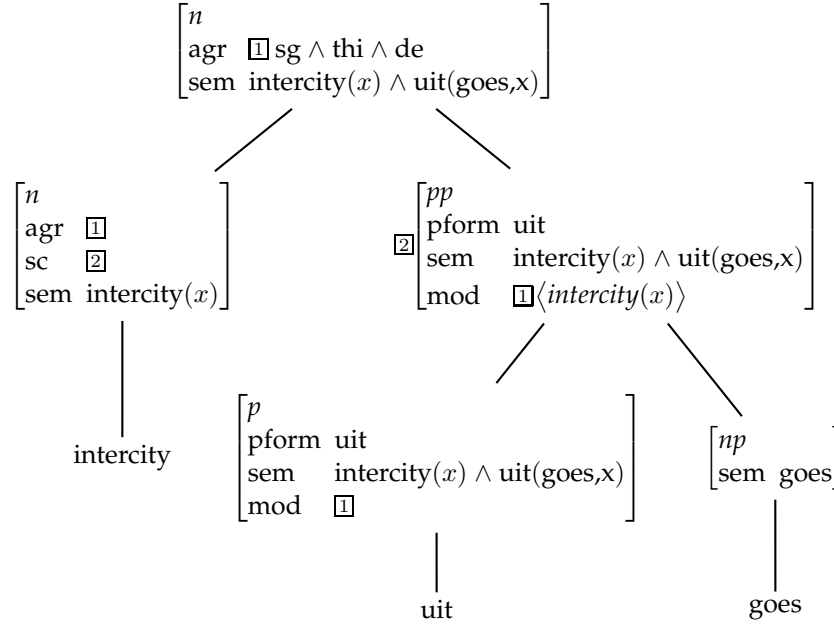 n
agr 1 sg ∧ thi ∧ de
sem intercity(x) ∧ uit(goes,x)
n
agr 1
sc 2
sem intercity(x)
2
pp
pform uit
sem intercity(x) ∧ uit(goes,x)
mod 1 ⟨intercity(x)⟩
intercity
p
pform uit
sem intercity(x) ∧ uit(goes,x)
mod 1
uit
np
sem goes
goes